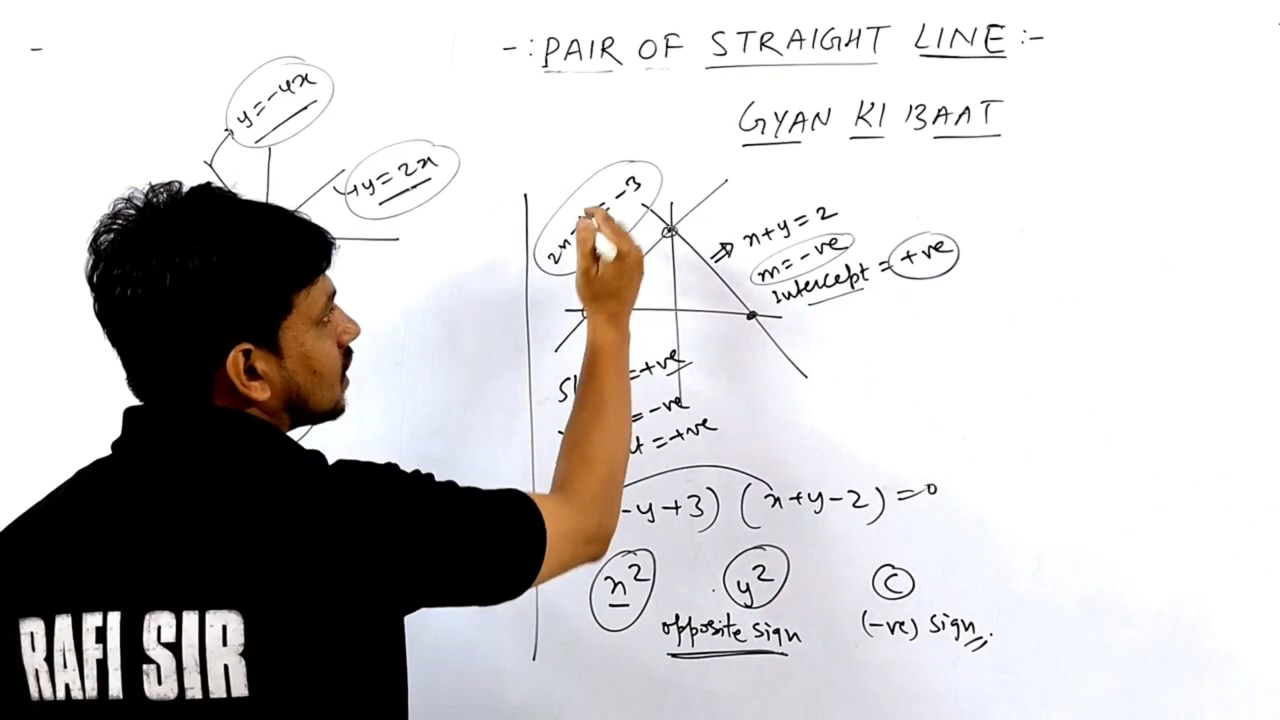 -: PAIR OF STRAIGHT LINE :-
GYAN KI BAAT
y=-4x
y=2x
-3
x+y=2
m=-ve
Intercept = +ve
=+ve
=-ve
=+ve
-y+3) (x+y-2)=0
x² y² C
opposite sign (-ve) sign.
RAFI SIR